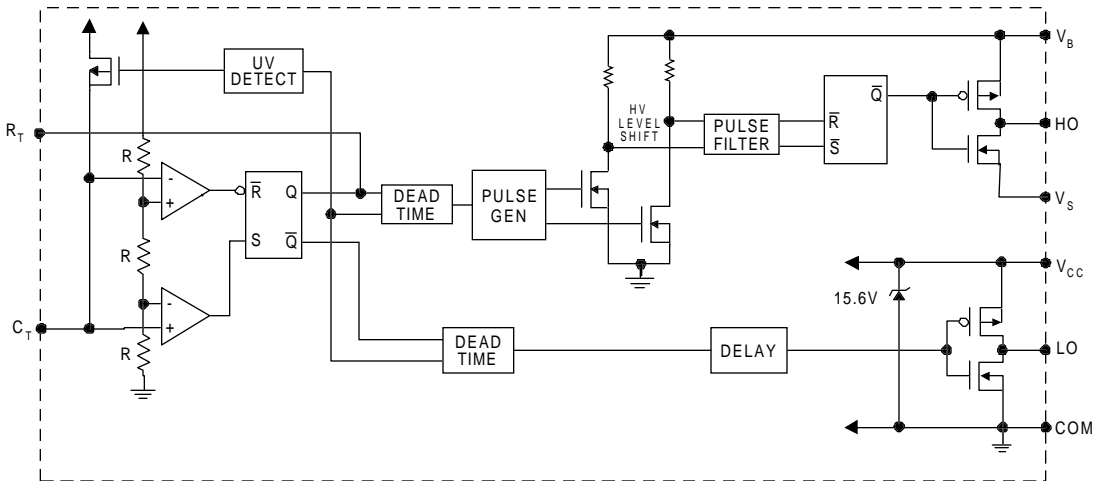 V_B
UV
DETECT
HV
LEVEL
SHIFT
Q̅
R_T
PULSE
FILTER
R̅
S̅
HO
R
-
+
R̅
Q
DEAD
TIME
PULSE
GEN
V_S
R
S
Q̅
V_CC
15.6V
-
+
C_T
R
DEAD
TIME
DELAY
LO
COM